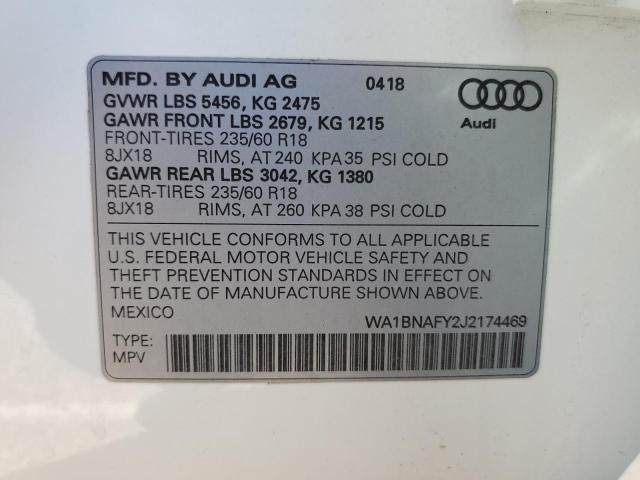 MFD. BY AUDI AG 0418
GVWR LBS 5456, KG 2475
GAWR FRONT LBS 2679, KG 1215
Audi
FRONT-TIRES 235/60 R18
8JX18 RIMS, AT 240 KPA 35 PSI COLD
GAWR REAR LBS 3042, KG 1380
REAR-TIRES 235/60 R18
8JX18 RIMS, AT 260 KPA 38 PSI COLD
THIS VEHICLE CONFORMS TO ALL APPLICABLE
U.S. FEDERAL MOTOR VEHICLE SAFETY AND
THEFT PREVENTION STANDARDS IN EFFECT ON
THE DATE OF MANUFACTURE SHOWN ABOVE.
MEXICO
WA1BNAFY2J2174469
TYPE:
MPV